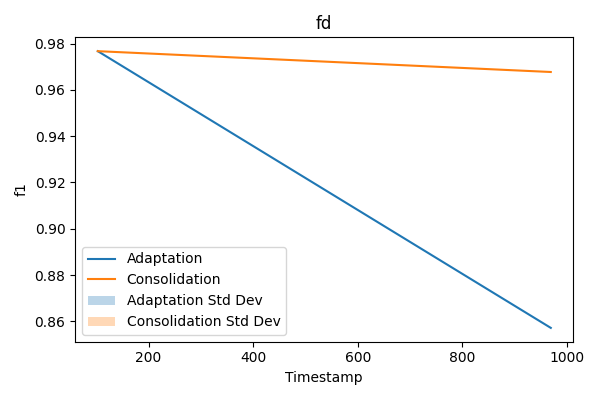 fd
0.98
0.96
0.94
0.92
0.90
0.88
0.86
f1
Adaptation
Consolidation
Adaptation Std Dev
Consolidation Std Dev
200
400
600
800
1000
Timestamp